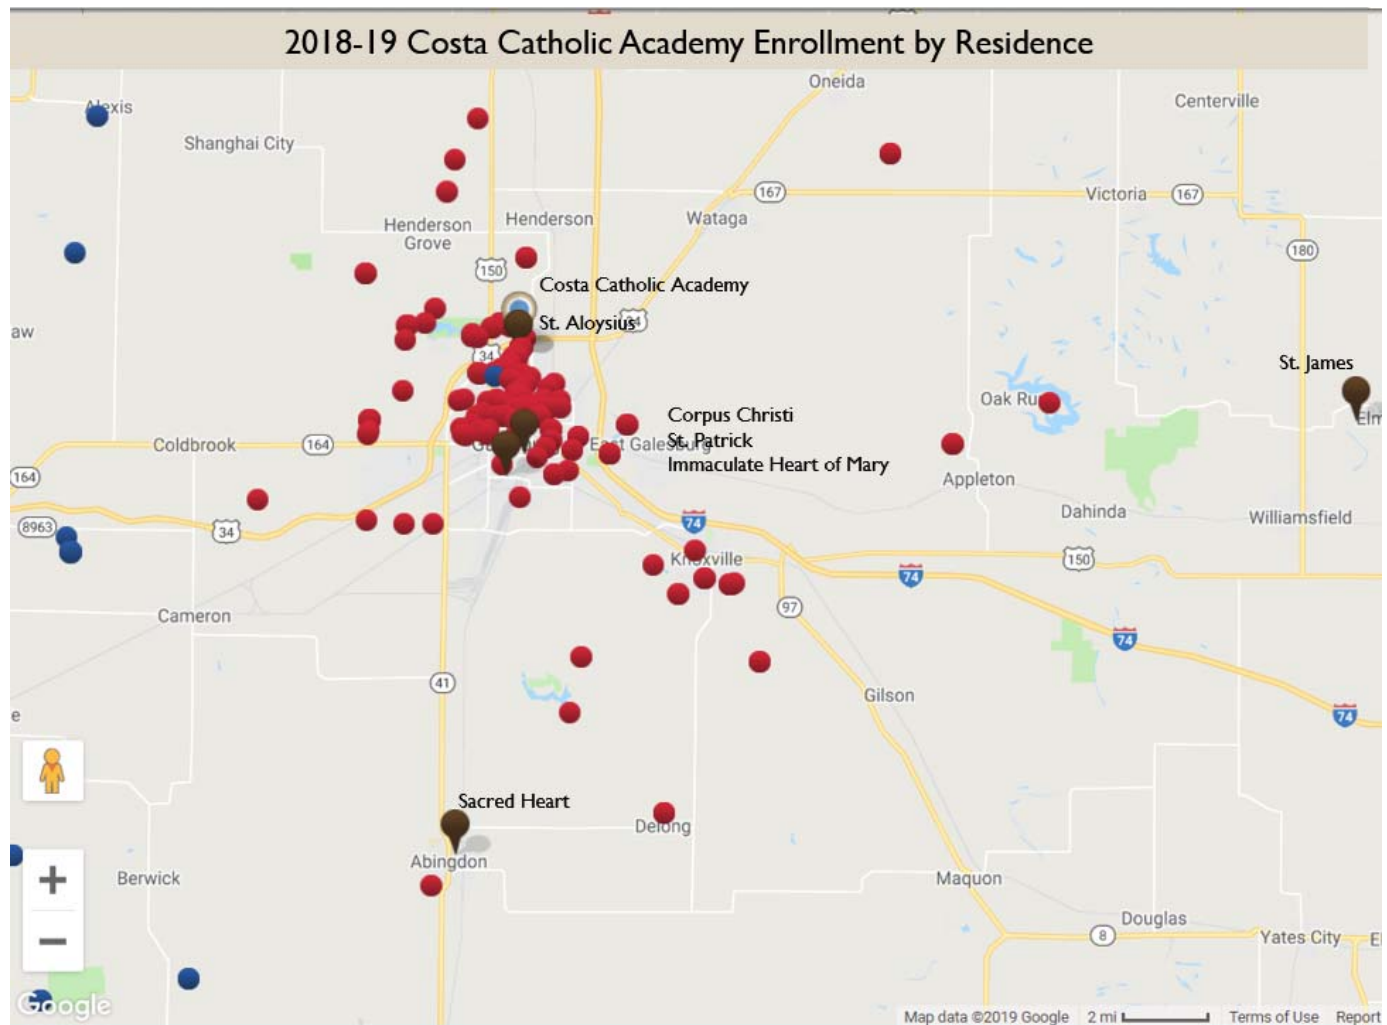 2018-19 Costa Catholic Academy Enrollment by Residence
Oneida
Alexis
Centerville
Shanghai City
167
Victoria
167
Henderson
Grove
Henderson
Wataga
180
150
Costa Catholic Academy
St. Aloysius
34
aw
34
St. James
Oak Ru
Elm
Corpus Christi
St. Patrick
Immaculate Heart of Mary
Coldbrook
164
East Galesburg
164
Appleton
Dahinda
Williamsfield
8963
34
74
Knoxville
150
74
Cameron
97
74
41
Gilson
e
74
Sacred Heart
Delong
Abingdon
+
Berwick
Maquon
−
Douglas
8
Yates City
El
Google
Map data ©2019 Google
2 mi
Terms of Use
Report